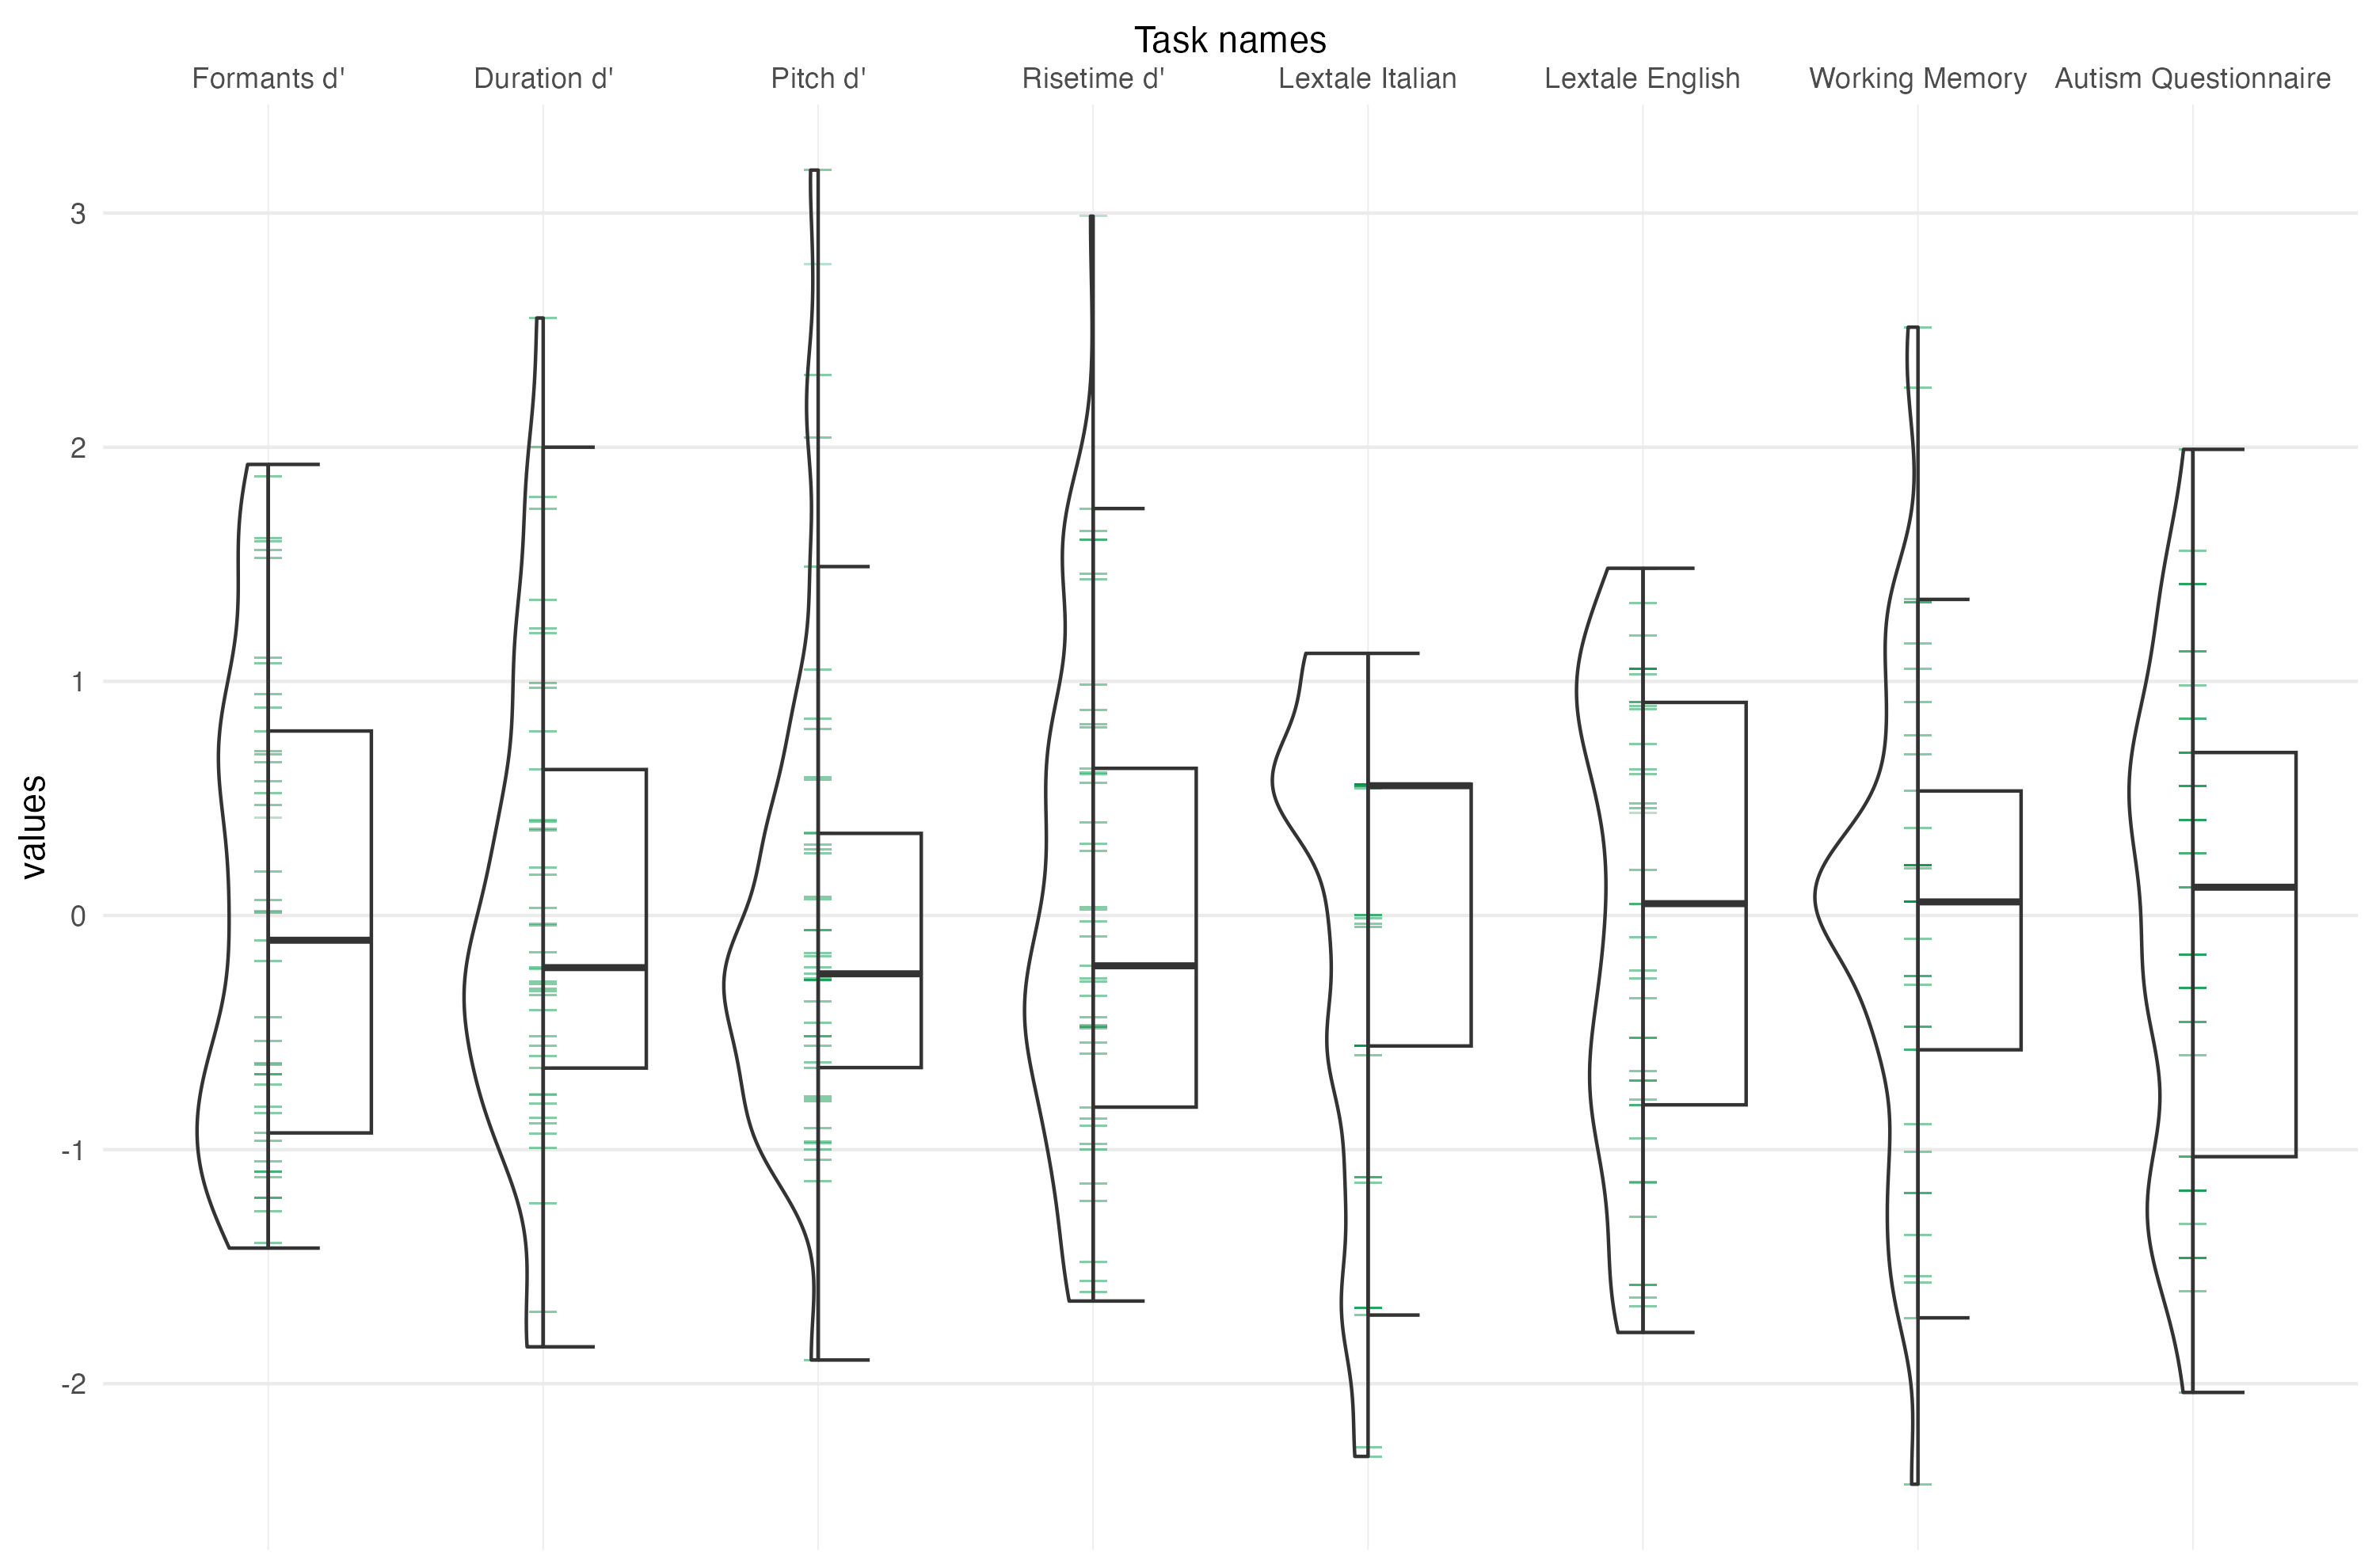 Task names
Formants d' Duration d' Pitch d' Risetime d' Lextale Italian Lextale English Working Memory Autism Questionnaire
values
3
2
1
0
-1
-2